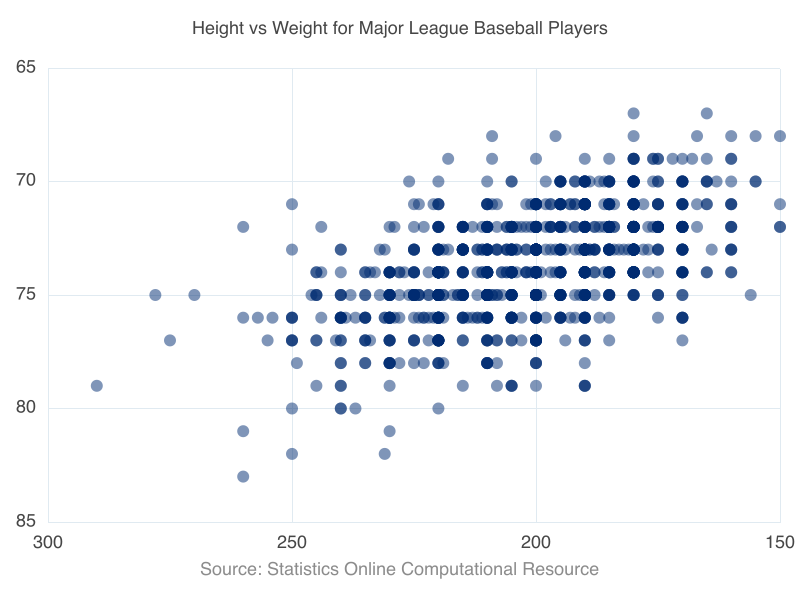 Height vs Weight for Major League Baseball Players
65
70
75
80
85
300 250 200 150
Source: Statistics Online Computational Resource